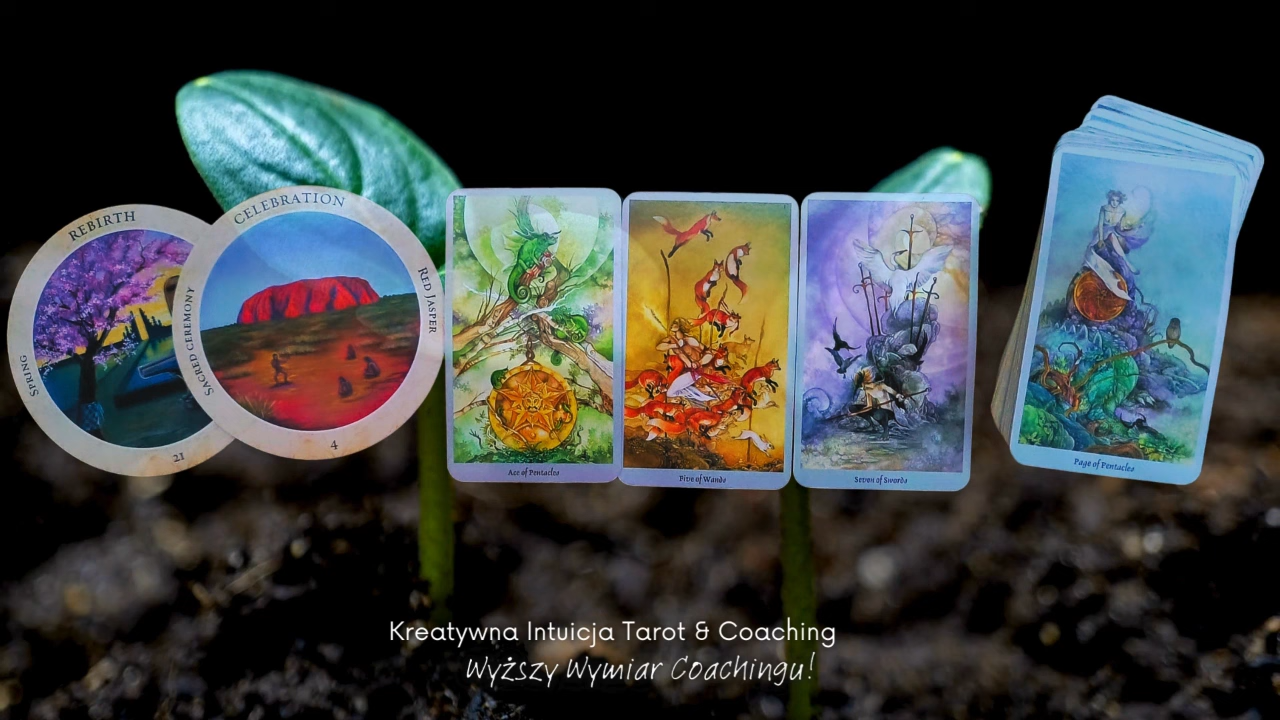 REBIRTH
SPRING
21
CELEBRATION
SACRED CEREMONY
RED JASPER
4
Ace of Pentacles
Five of Wands
Seven of Swords
Page of Pentacles
Kreatywna Intuicja Tarot & Coaching
Wyższy Wymiar Coachingu!